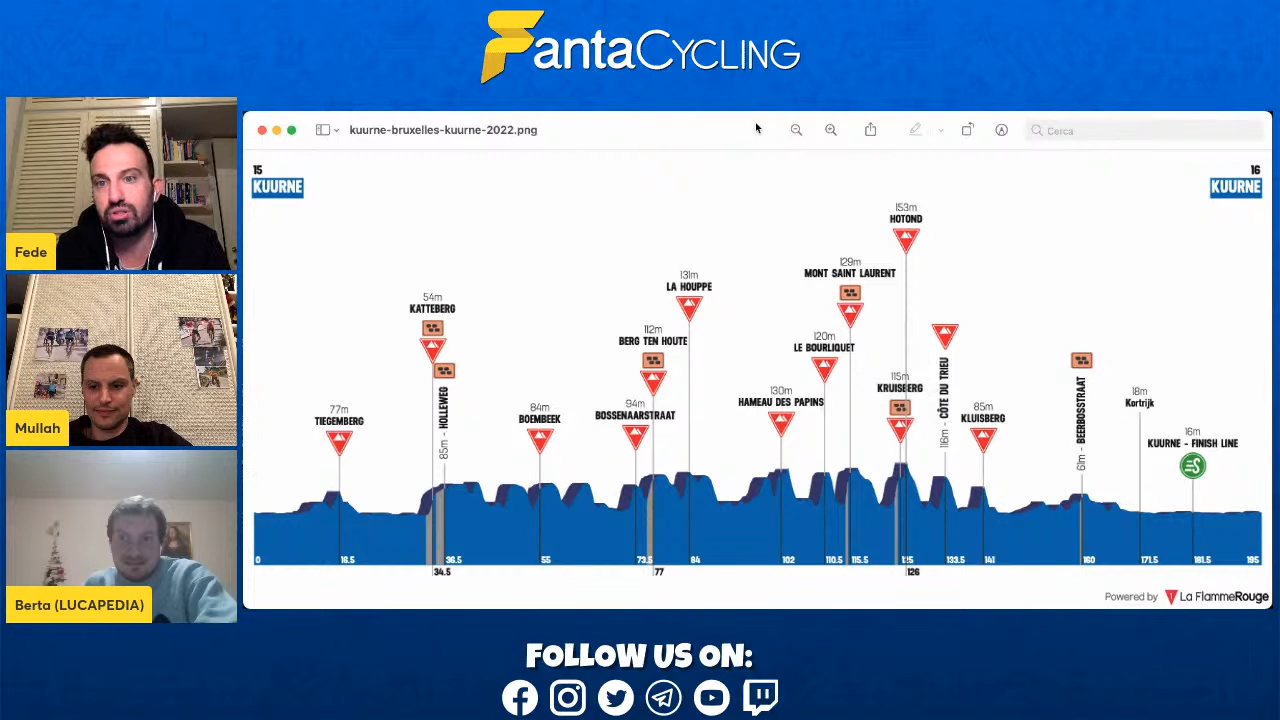 FantaCycling
kuurne-bruxelles-kuurne-2022.png
Cerca
15
KUURNE
16
KUURNE
153m
HOTOND
129m
MONT SAINT LAURENT
131m
LA HOUPPE
54m
KATTEBERG
112m
BERG TEN HOUTE
120m
LE BOURLIQUET
115m
KRUISBERG
130m
HAMEAU DES PAPINS
116m - CÔTE DU TRIEU
61m - BEERBOSSTRAAT
18m
Kortrijk
77m
TIEGEMBERG
85m - HOLLEWEG
84m
BOEMBEEK
94m
BOSSENAARSTRAAT
85m
KLUISBERG
16m
KUURNE - FINISH LINE
0
16.5
34.5
36.5
55
73.5
77
84
102
110.5
115.5
126
133.5
141
160
171.5
181.5
195
Powered by La FlammeRouge
Fede
Mullah
Berta (LUCAPEDIA)
FOLLOW US ON: